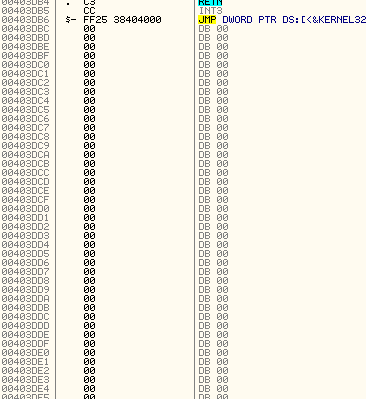 00403DB4 . C3 RETN
00403DB5 CC INT3
00403DB6 $- FF25 38404000 JMP DWORD PTR DS:[<&KERNEL32
00403DBC 00 DB 00
00403DBD 00 DB 00
00403DBE 00 DB 00
00403DBF 00 DB 00
00403DC0 00 DB 00
00403DC1 00 DB 00
00403DC2 00 DB 00
00403DC3 00 DB 00
00403DC4 00 DB 00
00403DC5 00 DB 00
00403DC6 00 DB 00
00403DC7 00 DB 00
00403DC8 00 DB 00
00403DC9 00 DB 00
00403DCA 00 DB 00
00403DCB 00 DB 00
00403DCC 00 DB 00
00403DCD 00 DB 00
00403DCE 00 DB 00
00403DCF 00 DB 00
00403DD0 00 DB 00
00403DD1 00 DB 00
00403DD2 00 DB 00
00403DD3 00 DB 00
00403DD4 00 DB 00
00403DD5 00 DB 00
00403DD6 00 DB 00
00403DD7 00 DB 00
00403DD8 00 DB 00
00403DD9 00 DB 00
00403DDA 00 DB 00
00403DDB 00 DB 00
00403DDC 00 DB 00
00403DDD 00 DB 00
00403DDE 00 DB 00
00403DDF 00 DB 00
00403DE0 00 DB 00
00403DE1 00 DB 00
00403DE2 00 DB 00
00403DE3 00 DB 00
00403DE4 00 DB 00
00403DE5 00 DB 00